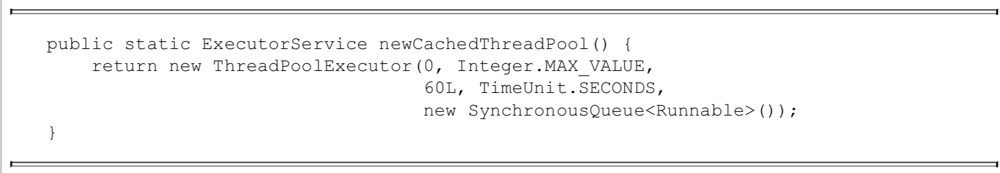 public static ExecutorService newCachedThreadPool() {
    return new ThreadPoolExecutor(0, Integer.MAX_VALUE,
                                  60L, TimeUnit.SECONDS,
                                  new SynchronousQueue<Runnable>());
}